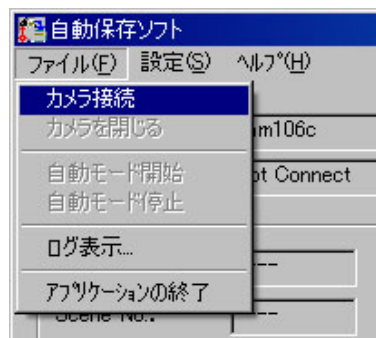 自動保存ソフト
ファイル(F) 設定(S) ヘルプ(H)
カメラ接続
カメラを閉じる
am106c
自動モード開始
ot Connect
自動モード停止
ログ表示...
---
アプリケーションの終了
Scene No.: ---